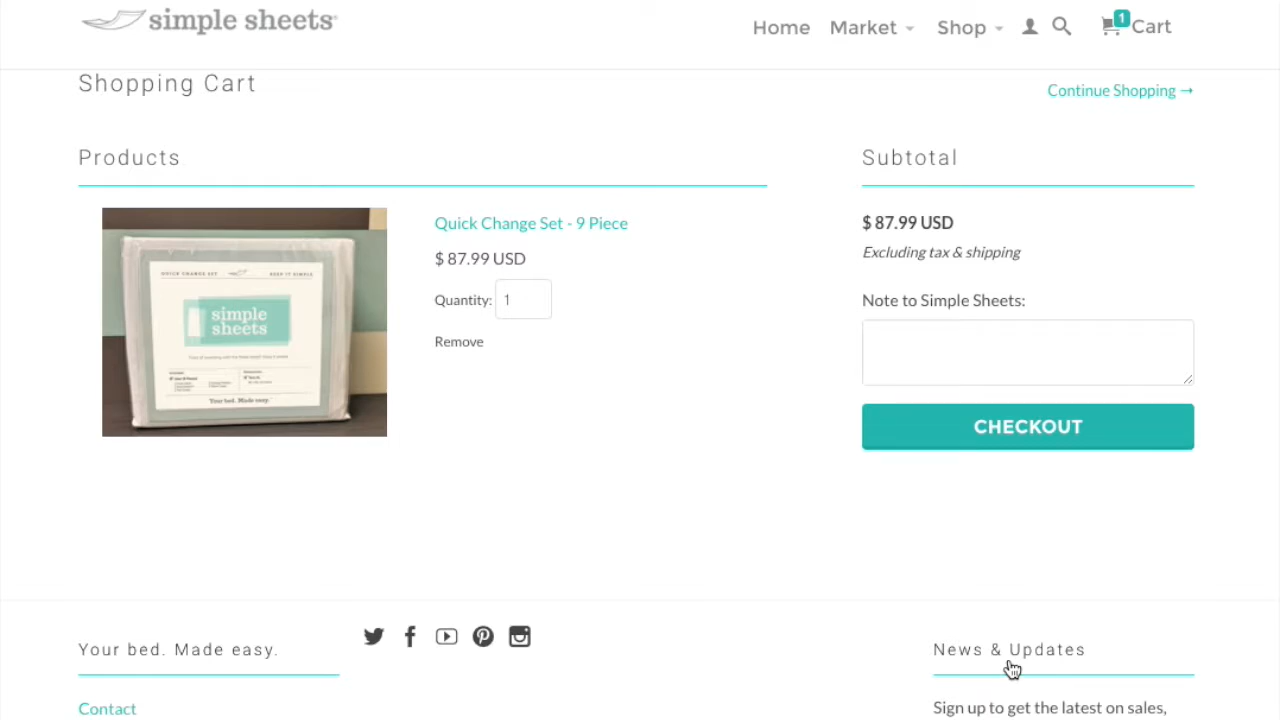 simple sheets
Home Market Shop 1 Cart
Shopping Cart
Continue Shopping →
Products
Subtotal
QUICK CHANGE SET
KEEP IT SIMPLE
simple
sheets
Your bed. Made easy.
Quick Change Set - 9 Piece
$ 87.99 USD
Quantity: 1
Remove
$ 87.99 USD
Excluding tax & shipping
Note to Simple Sheets:
CHECKOUT
Your bed. Made easy.
News & Updates
Contact
Sign up to get the latest on sales,